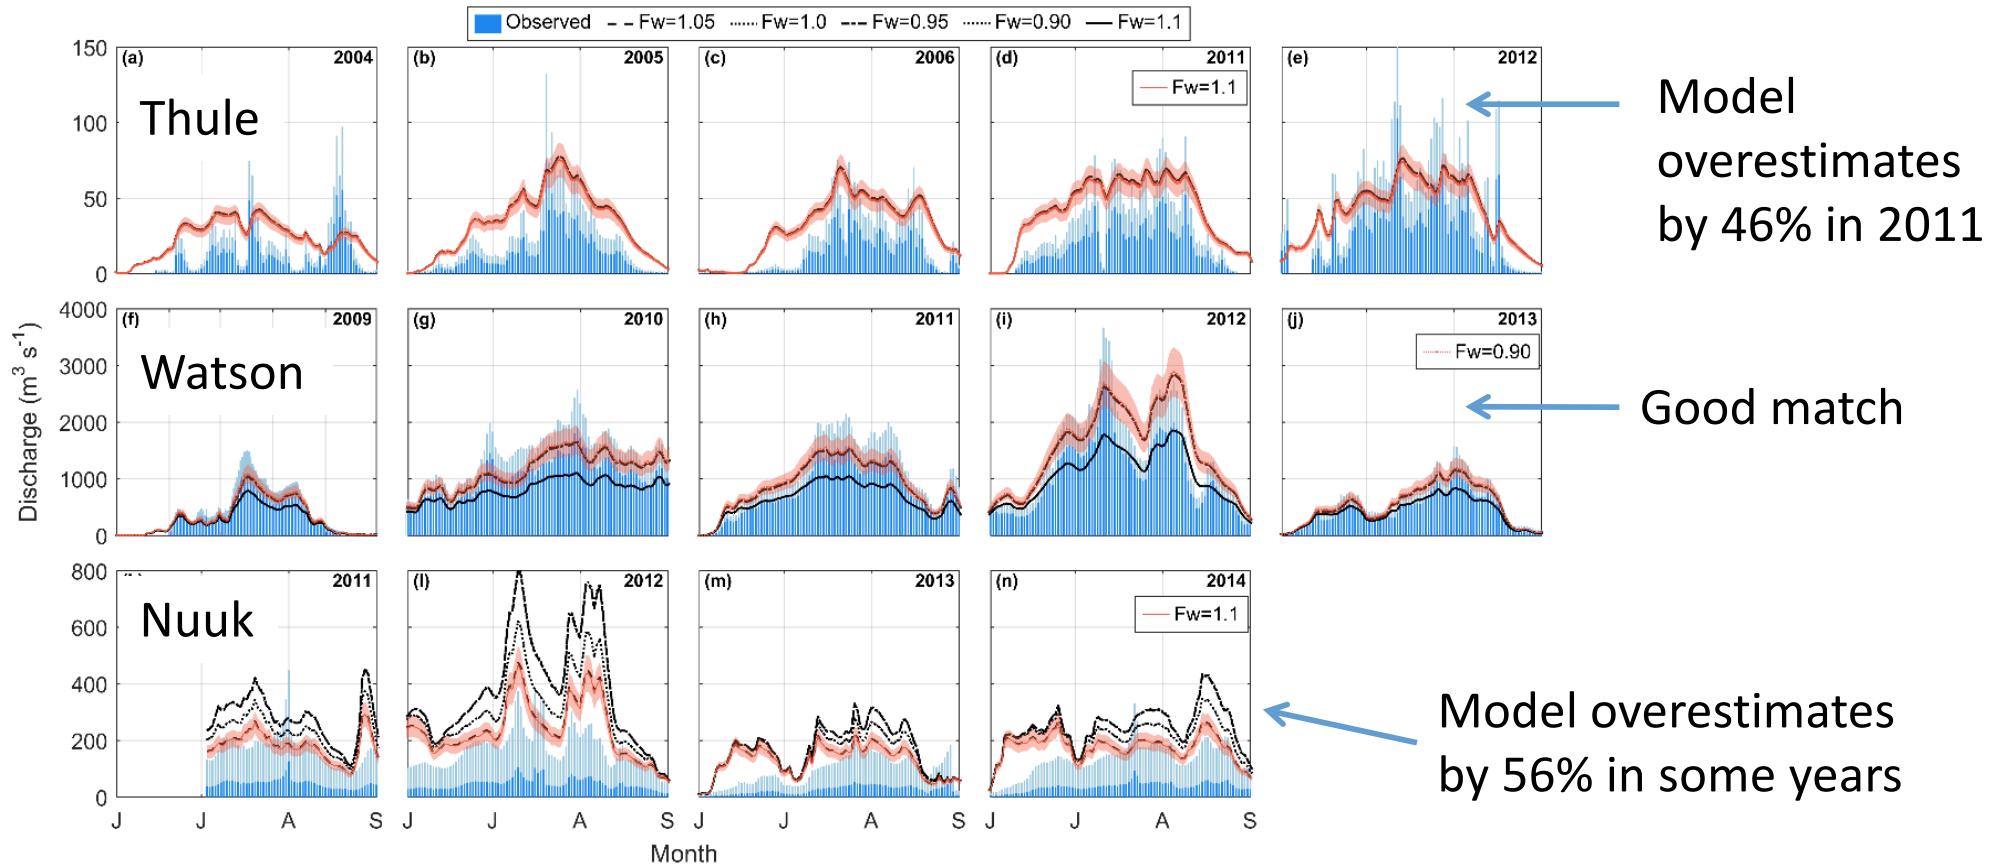 Observed Fw=1.05 Fw=1.0 Fw=0.95 Fw=0.90 Fw=1.1
150 (a) 2004 (b) 2005 (c) 2006 (d) 2011 (e) 2012
Fw=1.1
Thule
100
50
0
Model
overestimates
by 46% in 2011
4000 (f) 2009 (g) 2010 (h) 2011 (i) 2012 (j) 2013
Fw=0.90
Watson
3000
2000
1000
0
Good match
Discharge (m³ s⁻¹)
800 2011 (l) 2012 (m) 2013 (n) 2014
Fw=1.1
Nuuk
600
400
200
0
Model overestimates
by 56% in some years
J J A S J J A S J J A S J J A S
Month